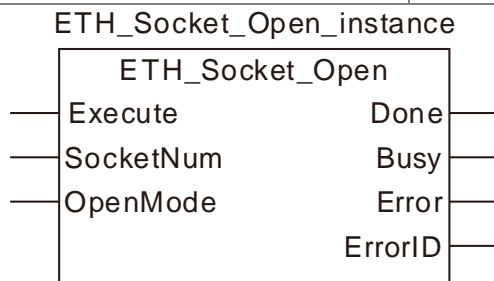 ETH_Socket_Open_instance
ETH_Socket_Open
Execute Done
SocketNum Busy
OpenMode Error
ErrorID